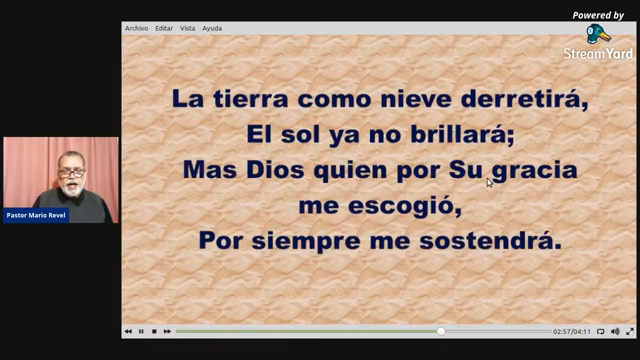 Powered by
StreamYard
Archivo Editar Vista Ayuda
La tierra como nieve derretirá,
El sol ya no brillará;
Mas Dios quien por Su gracia
me escogió,
Por siempre me sostendrá.
Pastor Mario Revel
02:57/04:11